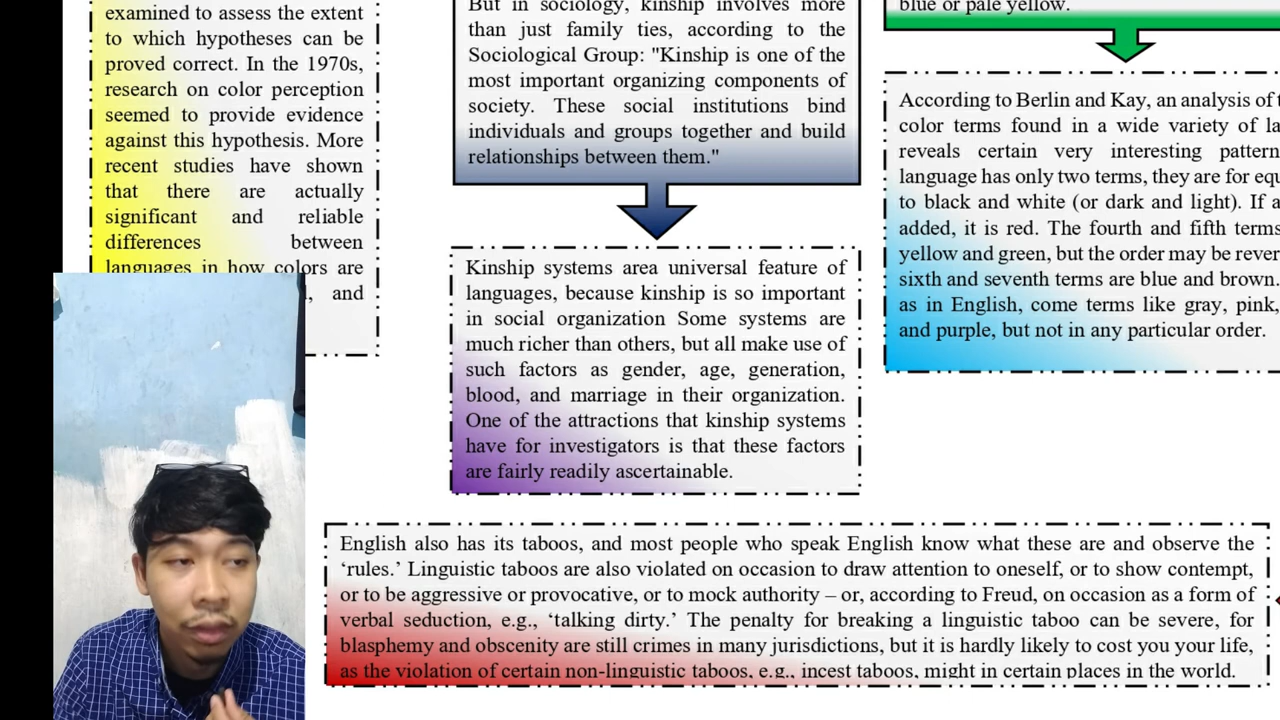 examined to assess the extent
to which hypotheses can be
proved correct. In the 1970s,
research on color perception
seemed to provide evidence
against this hypothesis. More
recent studies have shown
that there are actually
significant and reliable
differences between
languages in how colors are
, and
But in sociology, kinship involves more
than just family ties, according to the
Sociological Group: "Kinship is one of the
most important organizing components of
society. These social institutions bind
individuals and groups together and build
relationships between them."
Kinship systems area universal feature of
languages, because kinship is so important
in social organization Some systems are
much richer than others, but all make use of
such factors as gender, age, generation,
blood, and marriage in their organization.
One of the attractions that kinship systems
have for investigators is that these factors
are fairly readily ascertainable.
blue or pale yellow.
According to Berlin and Kay, an analysis of
color terms found in a wide variety of
reveals certain very interesting
language has only two terms, they are for
to black and white (or dark and light). If
added, it is red. The fourth and fifth terms
yellow and green, but the order may be
sixth and seventh terms are blue and brown.
as in English, come terms like gray, pink,
and purple, but not in any particular order.
English also has its taboos, and most people who speak English know what these are and observe the
‘rules.’ Linguistic taboos are also violated on occasion to draw attention to oneself, or to show contempt,
or to be aggressive or provocative, or to mock authority – or, according to Freud, on occasion as a form of
verbal seduction, e.g., ‘talking dirty.’ The penalty for breaking a linguistic taboo can be severe, for
blasphemy and obscenity are still crimes in many jurisdictions, but it is hardly likely to cost you your life,
as the violation of certain non-linguistic taboos, e.g., incest taboos, might in certain places in the world.